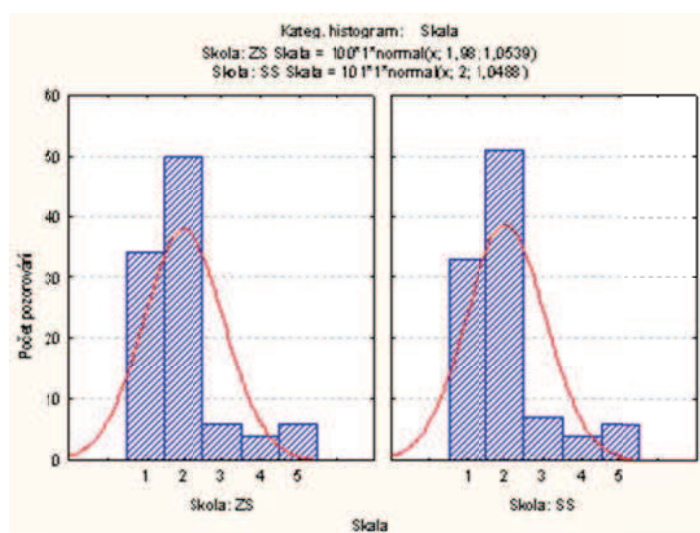 Kateg. histogram: Skala
Skola: ZS Skala = 100*1*normal(x; 1,98; 1,0539)
Skola: SS Skala = 101*1*normal(x; 2; 1,0488)
60
50
40
30
20
10
0
Počet pozorování
1 2 3 4 5
1 2 3 4 5
Skola: ZS
Skola: SS
Skala